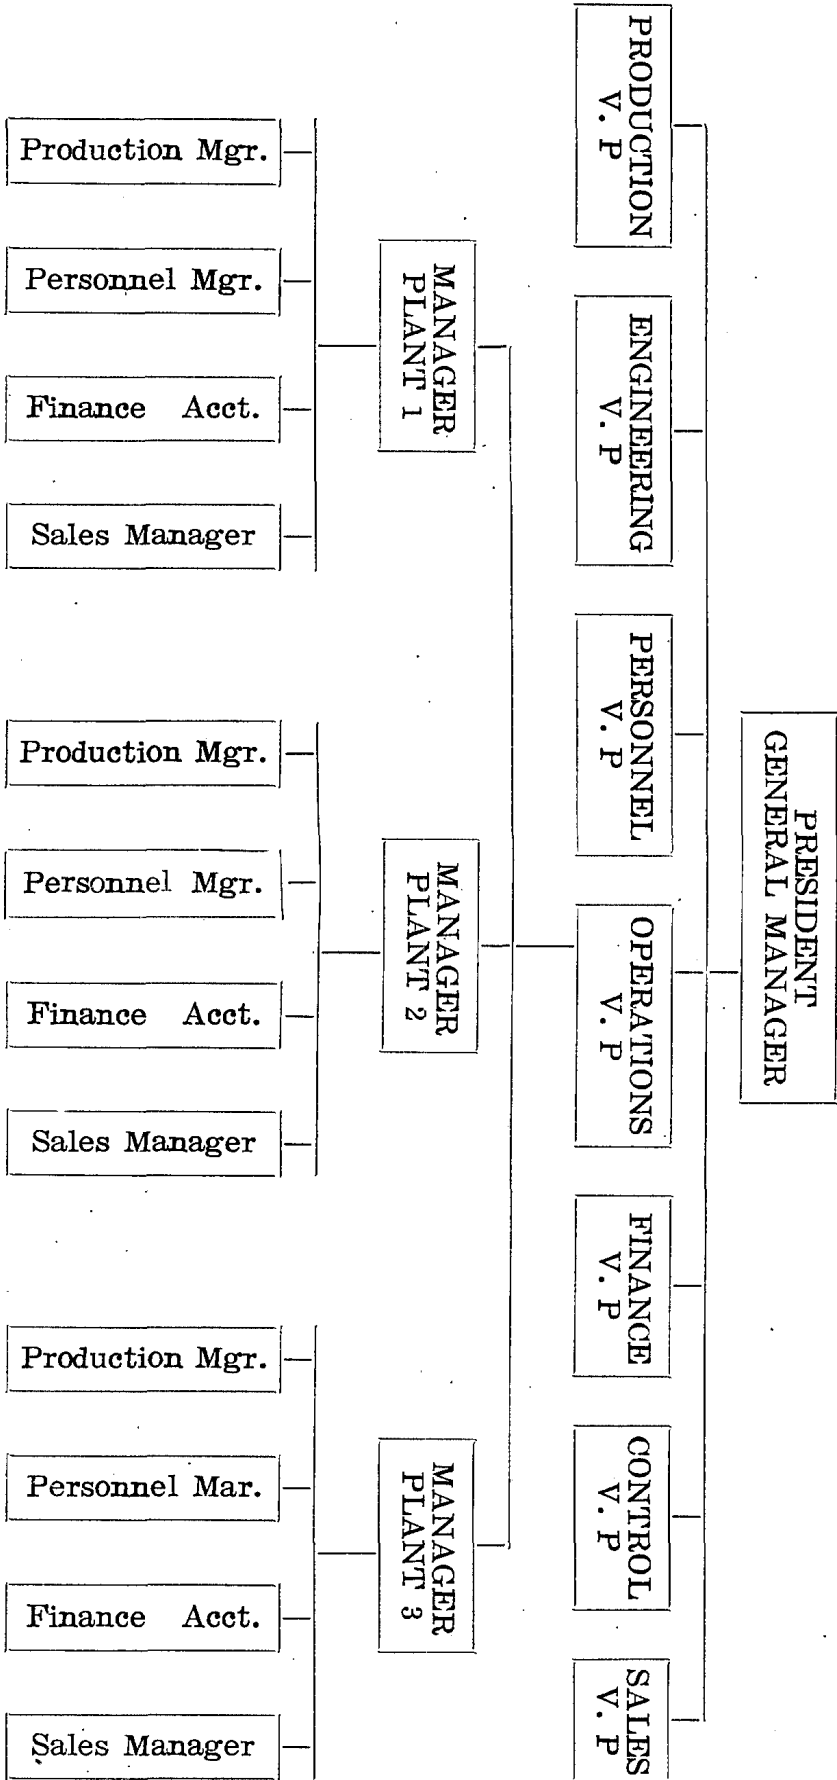 PRESIDENT
GENERAL MANAGER
PRODUCTION
V. P
ENGINEERING
V. P
PERSONNEL
V. P
OPERATIONS
V. P
FINANCE
V. P
CONTROL
V. P
SALES
V. P
MANAGER
PLANT 1
MANAGER
PLANT 2
MANAGER
PLANT 3
Production Mgr.
Personnel Mgr.
Finance Acct.
Sales Manager
Production Mgr.
Personnel Mgr.
Finance Acct.
Sales Manager
Production Mgr.
Personnel Mar.
Finance Acct.
Sales Manager